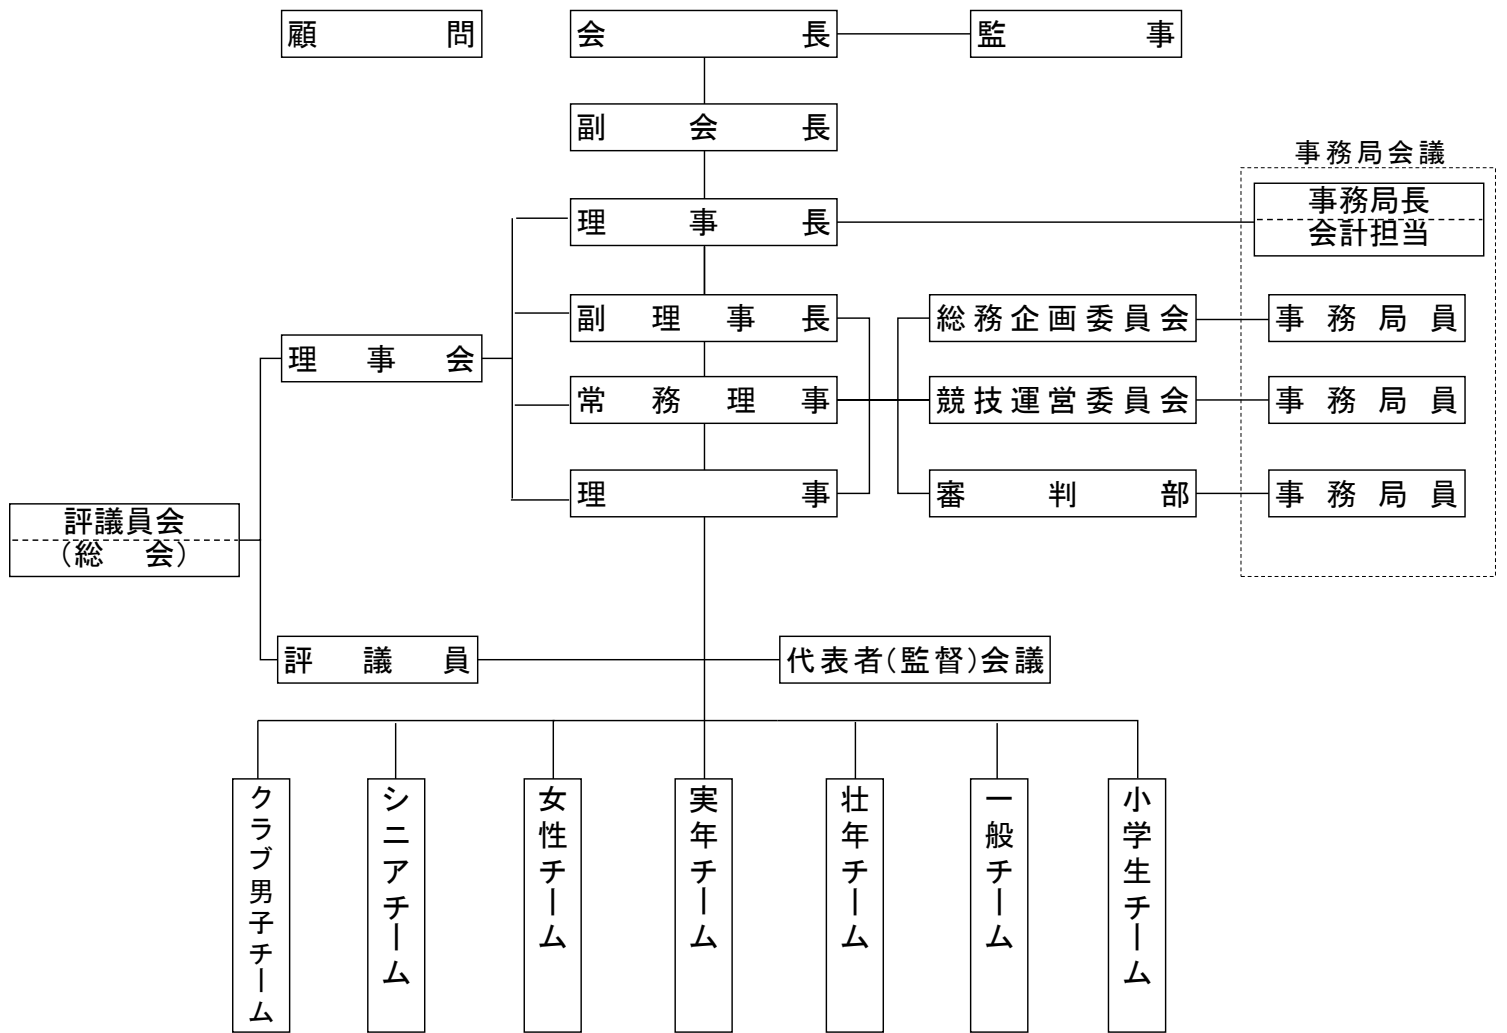 顧問
会長
監事
副会長
事務局会議
理事長
事務局長
会計担当
副理事長
総務企画委員会
事務局員
理事会
常務理事
競技運営委員会
事務局員
理事
審判部
事務局員
評議員会
(総会)
評議員
代表者(監督)会議
クラブ男子チーム
シニアチーム
女性チーム
実年チーム
壮年チーム
一般チーム
小学生チーム